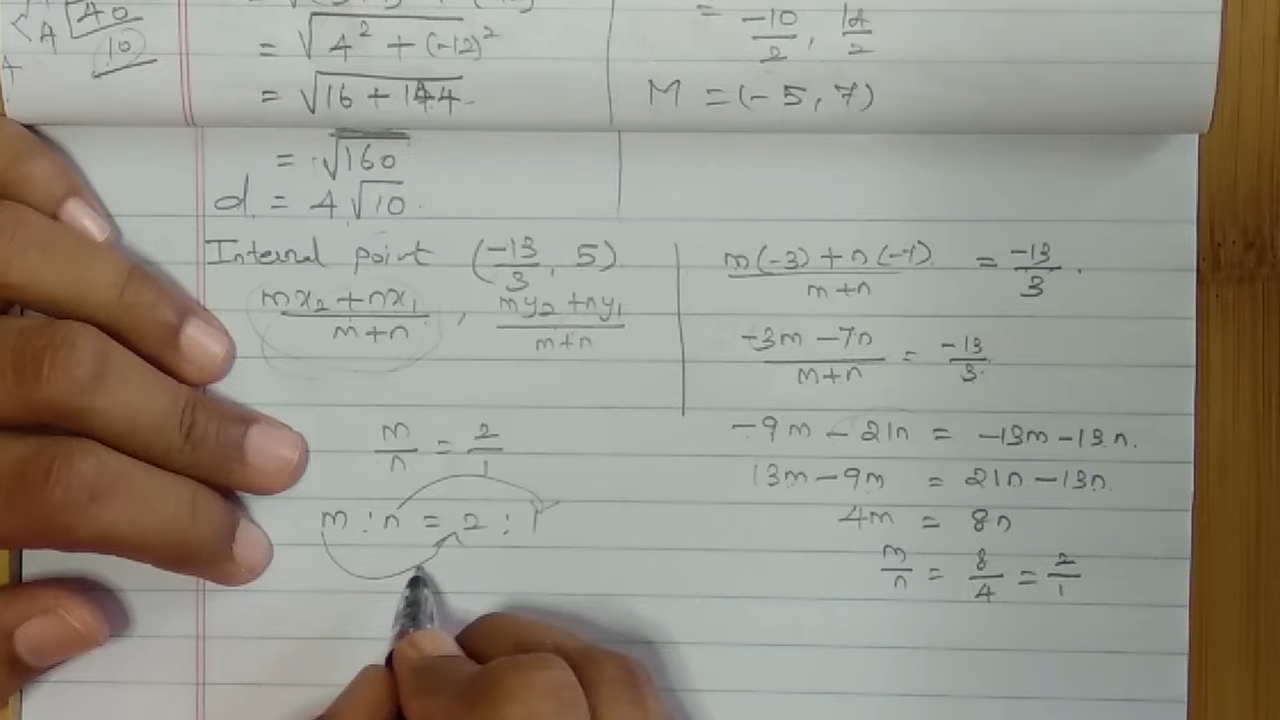 A √40
10
= √4² + (-12)²
= √16 + 144
= √160
d = 4√10
= -10/2, 14/2
M = (-5, 7)
Internal point (-13/3, 5)
mx₂ + nx₁ / m+n , my₂ + ny₁ / m+n
m/n = 2/1
m : n = 2 : 1
m(-3) + n(-7) / m+n = -13/3
-3m - 7n / m+n = -13/3
-9m - 21n = -13m - 13n
13m - 9m = 21n - 13n
4m = 8n
m/n = 8/4 = 2/1